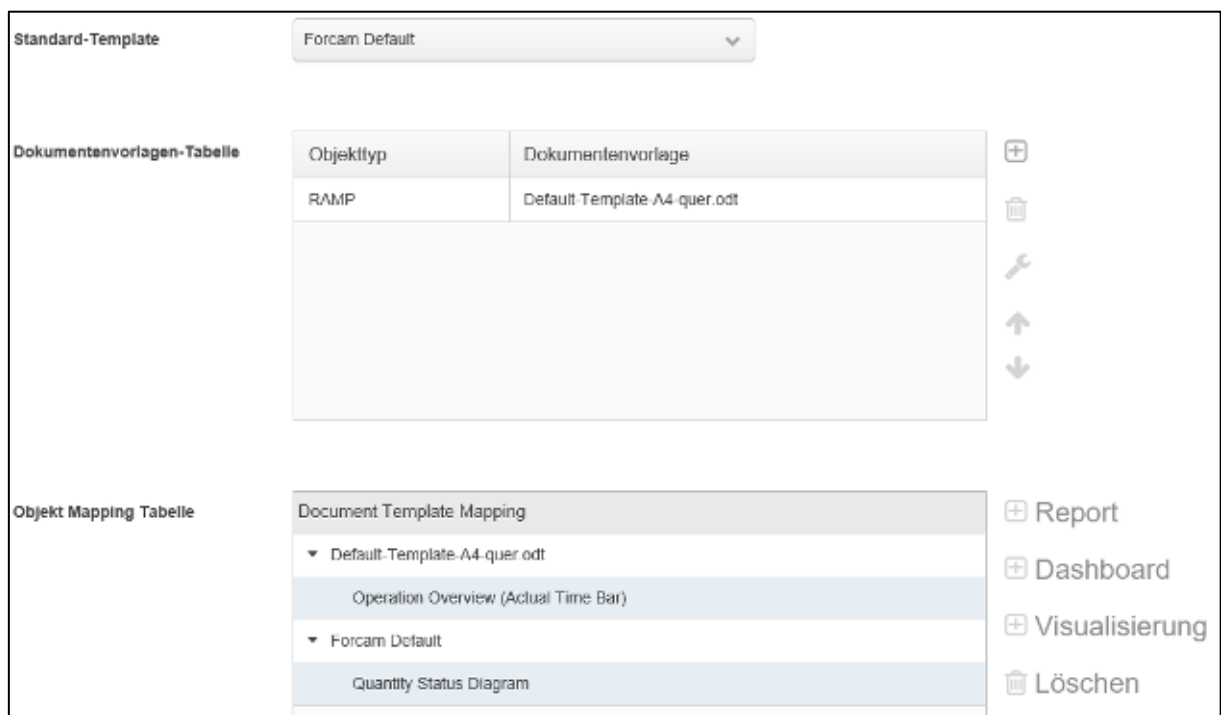 Standard-Template
Forcam Default
Dokumentenvorlagen-Tabelle
Objekttyp Dokumentenvorlage
RAMP Default-Template-A4-quer.odt
Objekt Mapping Tabelle
Document Template Mapping
Default-Template-A4-quer.odt
Operation Overview (Actual Time Bar)
Forcam Default
Quantity Status Diagram
Report
Dashboard
Visualisierung
Löschen